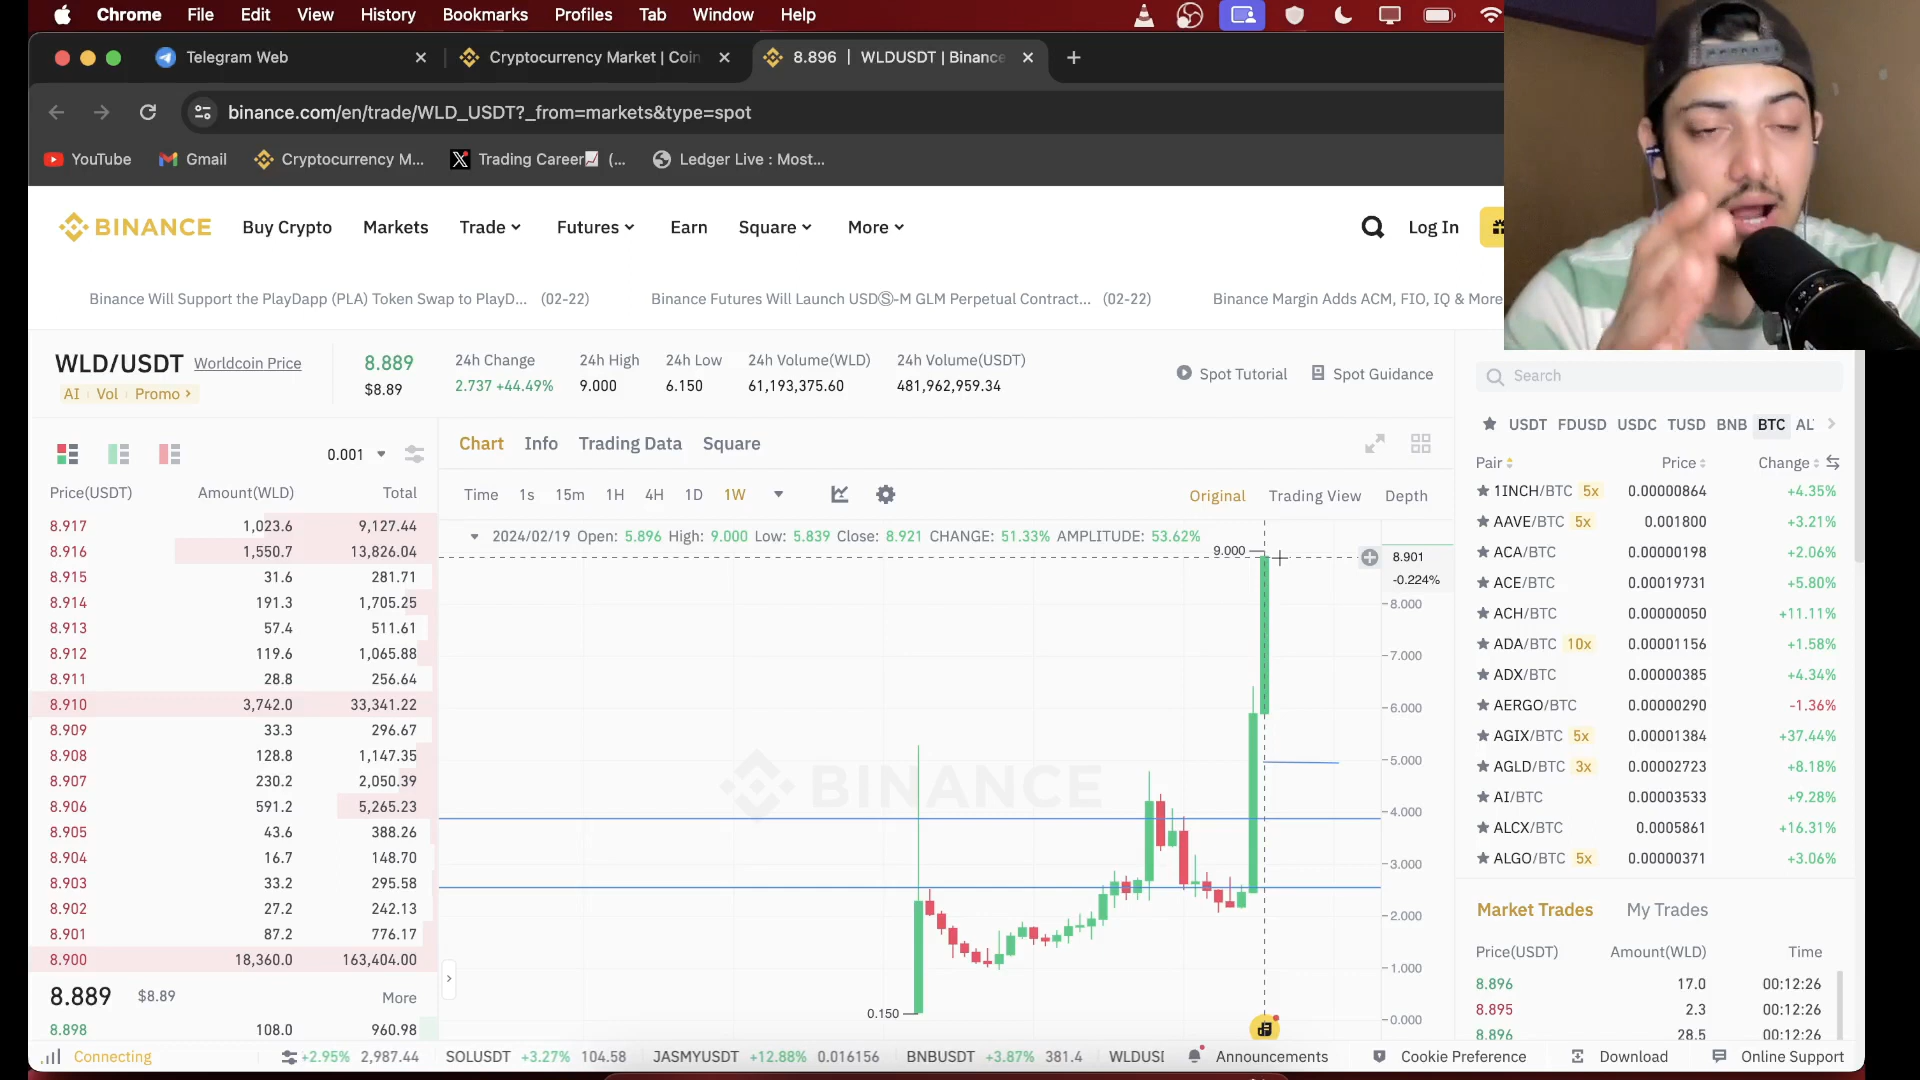 Chrome File Edit View History Bookmarks Profiles Tab Window Help
Telegram Web
Cryptocurrency Market | Coin
8.896 | WLDUSDT | Binance
binance.com/en/trade/WLD_USDT?_from=markets&type=spot
YouTube Gmail Cryptocurrency M... Trading Career📈 (... Ledger Live : Most...
BINANCE Buy Crypto Markets Trade Futures Earn Square More Log In
Binance Will Support the PlayDapp (PLA) Token Swap to PlayD... (02-22) Binance Futures Will Launch USDⓈ-M GLM Perpetual Contract... (02-22) Binance Margin Adds ACM, FIO, IQ & More
WLD/USDT Worldcoin Price
AI Vol Promo
8.889
$8.89
24h Change
2.737 +44.49%
24h High
9.000
24h Low
6.150
24h Volume(WLD)
61,193,375.60
24h Volume(USDT)
481,962,959.34
Spot Tutorial Spot Guidance
0.001
Price(USDT) Amount(WLD) Total
8.917 1,023.6 9,127.44
8.916 1,550.7 13,826.04
8.915 31.6 281.71
8.914 191.3 1,705.25
8.913 57.4 511.61
8.912 119.6 1,065.88
8.911 28.8 256.64
8.910 3,742.0 33,341.22
8.909 33.3 296.67
8.908 128.8 1,147.35
8.907 230.2 2,050.39
8.906 591.2 5,265.23
8.905 43.6 388.26
8.904 16.7 148.70
8.903 33.2 295.58
8.902 27.2 242.13
8.901 87.2 776.17
8.900 18,360.0 163,404.00
8.889 $8.89 More
8.898 108.0 960.98
Chart Info Trading Data Square
Time 1s 15m 1H 4H 1D 1W
Original Trading View Depth
2024/02/19 Open: 5.896 High: 9.000 Low: 5.839 Close: 8.921 CHANGE: 51.33% AMPLITUDE: 53.62%
9.000
8.901
-0.224%
8.000
7.000
6.000
5.000
4.000
3.000
2.000
1.000
0.000
BINANCE
0.150
Search
USDT FDUSD USDC TUSD BNB BTC AL
Pair Price Change
1INCH/BTC 5x 0.00000864 +4.35%
AAVE/BTC 5x 0.001800 +3.21%
ACA/BTC 0.00000198 +2.06%
ACE/BTC 0.00019731 +5.80%
ACH/BTC 0.00000050 +11.11%
ADA/BTC 10x 0.00001156 +1.58%
ADX/BTC 0.00000385 +4.34%
AERGO/BTC 0.00000290 -1.36%
AGIX/BTC 5x 0.00001384 +37.44%
AGLD/BTC 3x 0.00002723 +8.18%
AI/BTC 0.00003533 +9.28%
ALCX/BTC 0.0005861 +16.31%
ALGO/BTC 5x 0.00000371 +3.06%
Market Trades My Trades
Price(USDT) Amount(WLD) Time
8.896 17.0 00:12:26
8.895 2.3 00:12:26
8.896 28.5 00:12:26
Connecting +2.95% 2,987.44 SOLUSDT +3.27% 104.58 JASMYUSDT +12.88% 0.016156 BNBUSDT +3.87% 381.4 WLDUSI Announcements Cookie Preference Download Online Support